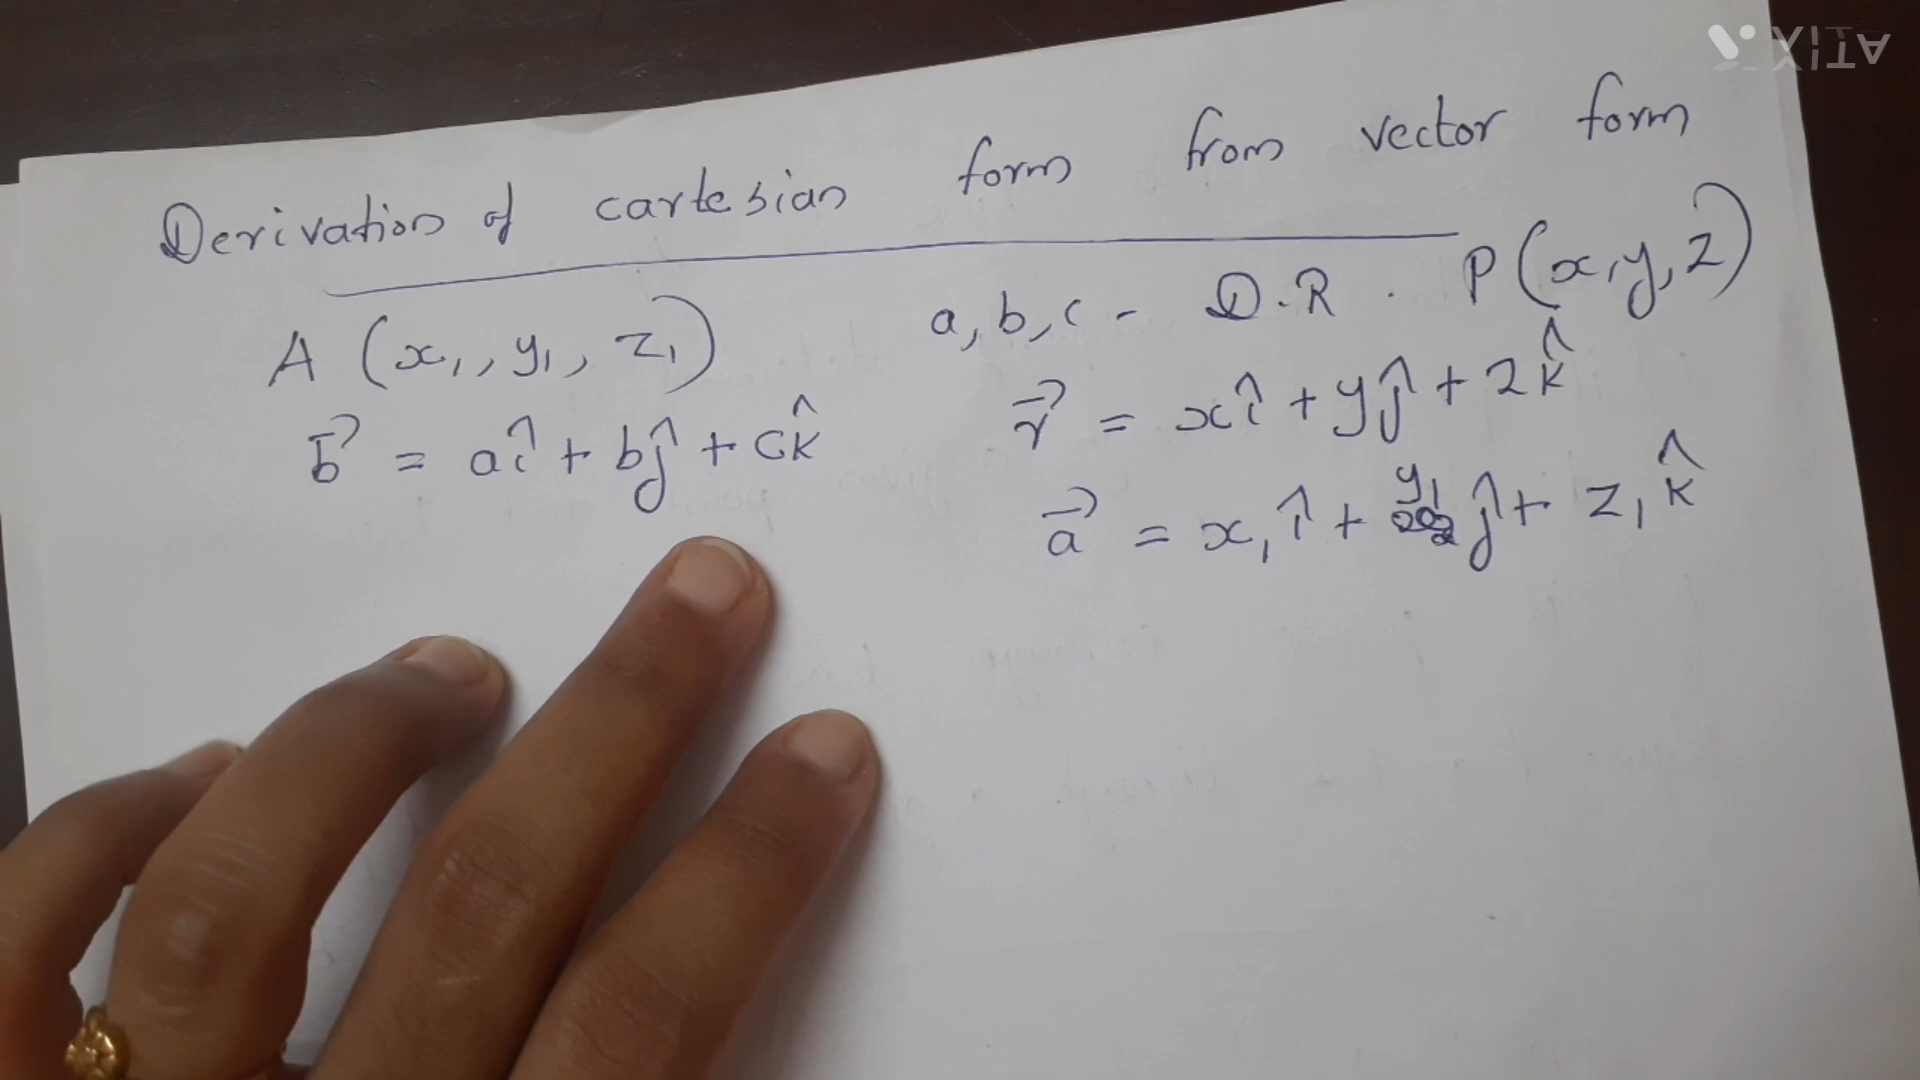 Derivation of cartesian form from vector form
A (x₁, y₁, z₁) a, b, c - D.R. P(x, y, z)
b⃗ = aî + bĵ + ck̂ r⃗ = xî + yĵ + zk̂
a⃗ = x₁î + y₁ĵ + z₁k̂